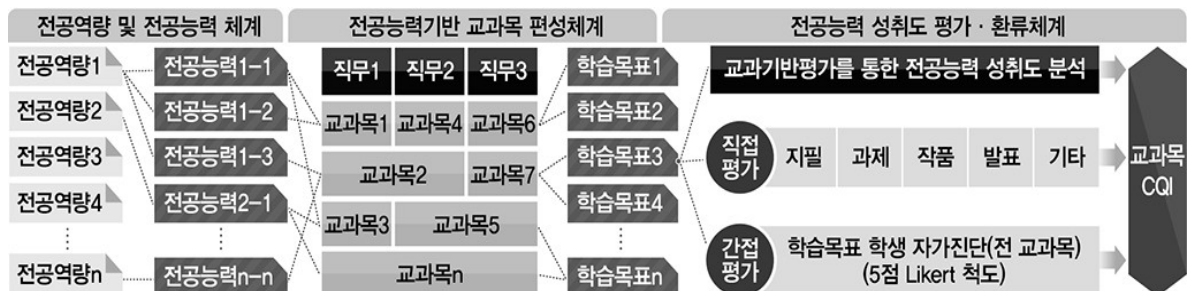 전공역량 및 전공능력 체계
전공역량1
전공역량2
전공역량3
전공역량4
전공역량n
전공능력1-1
전공능력1-2
전공능력1-3
전공능력2-1
전공능력n-n
전공능력기반 교과목 편성체계
직무1 직무2 직무3
교과목1 교과목4 교과목6
교과목2 교과목7
교과목3 교과목5
교과목n
학습목표1
학습목표2
학습목표3
학습목표4
학습목표n
전공능력 성취도 평가 · 환류체계
교과기반평가를 통한 전공능력 성취도 분석
직접
평가
지필 과제 작품 발표 기타
간접
평가
학습목표 학생 자가진단(전 교과목)
(5점 Likert 척도)
교과목
CQI